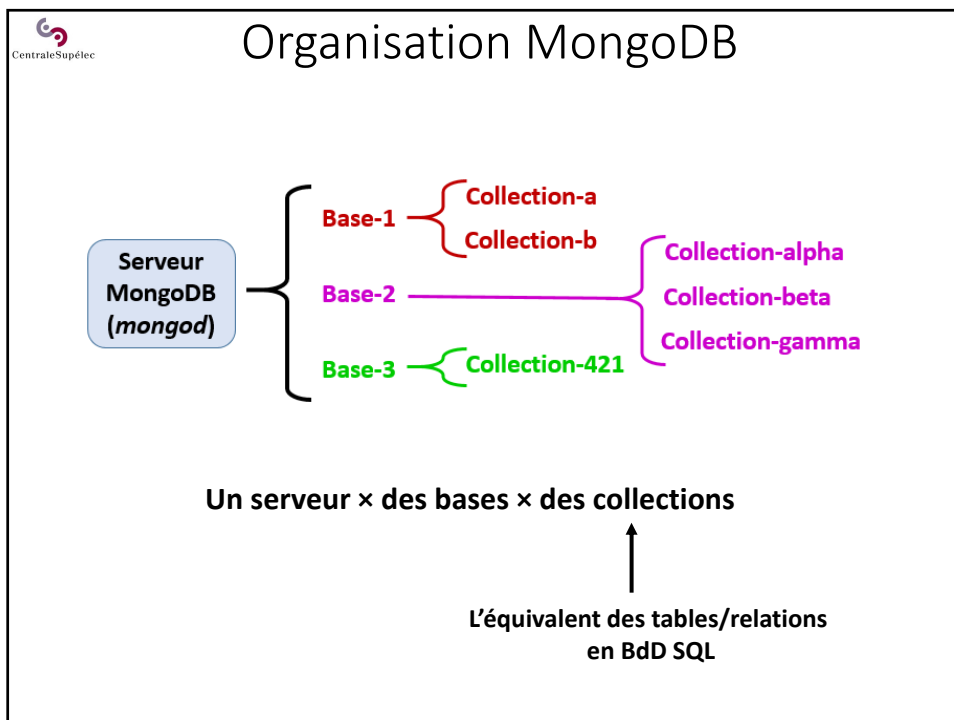 CentraleSupélec
Organisation MongoDB
Serveur
MongoDB
(mongod)
Base-1
Collection-a
Collection-b
Base-2
Collection-alpha
Collection-beta
Collection-gamma
Base-3
Collection-421
Un serveur × des bases × des collections
L'équivalent des tables/relations
en BdD SQL